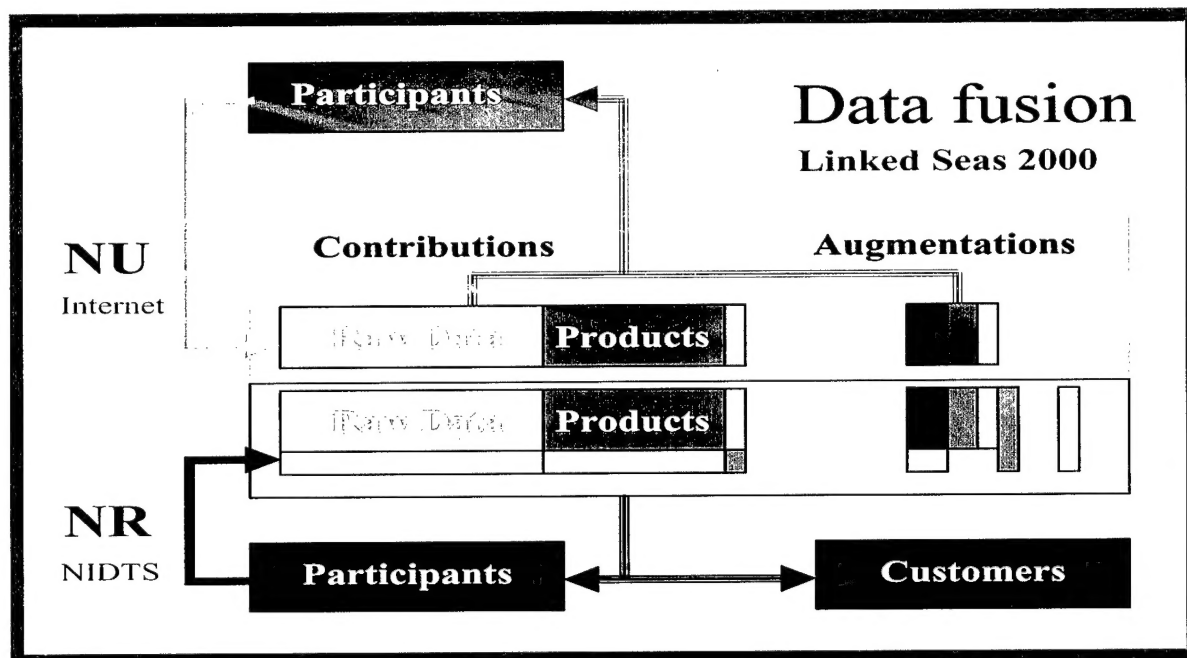 Participants
Data fusion
Linked Seas 2000
NU
Internet
Contributions
Augmentations
Raw Data
Products
Raw Data
Products
NR
NIDTS
Participants
Customers